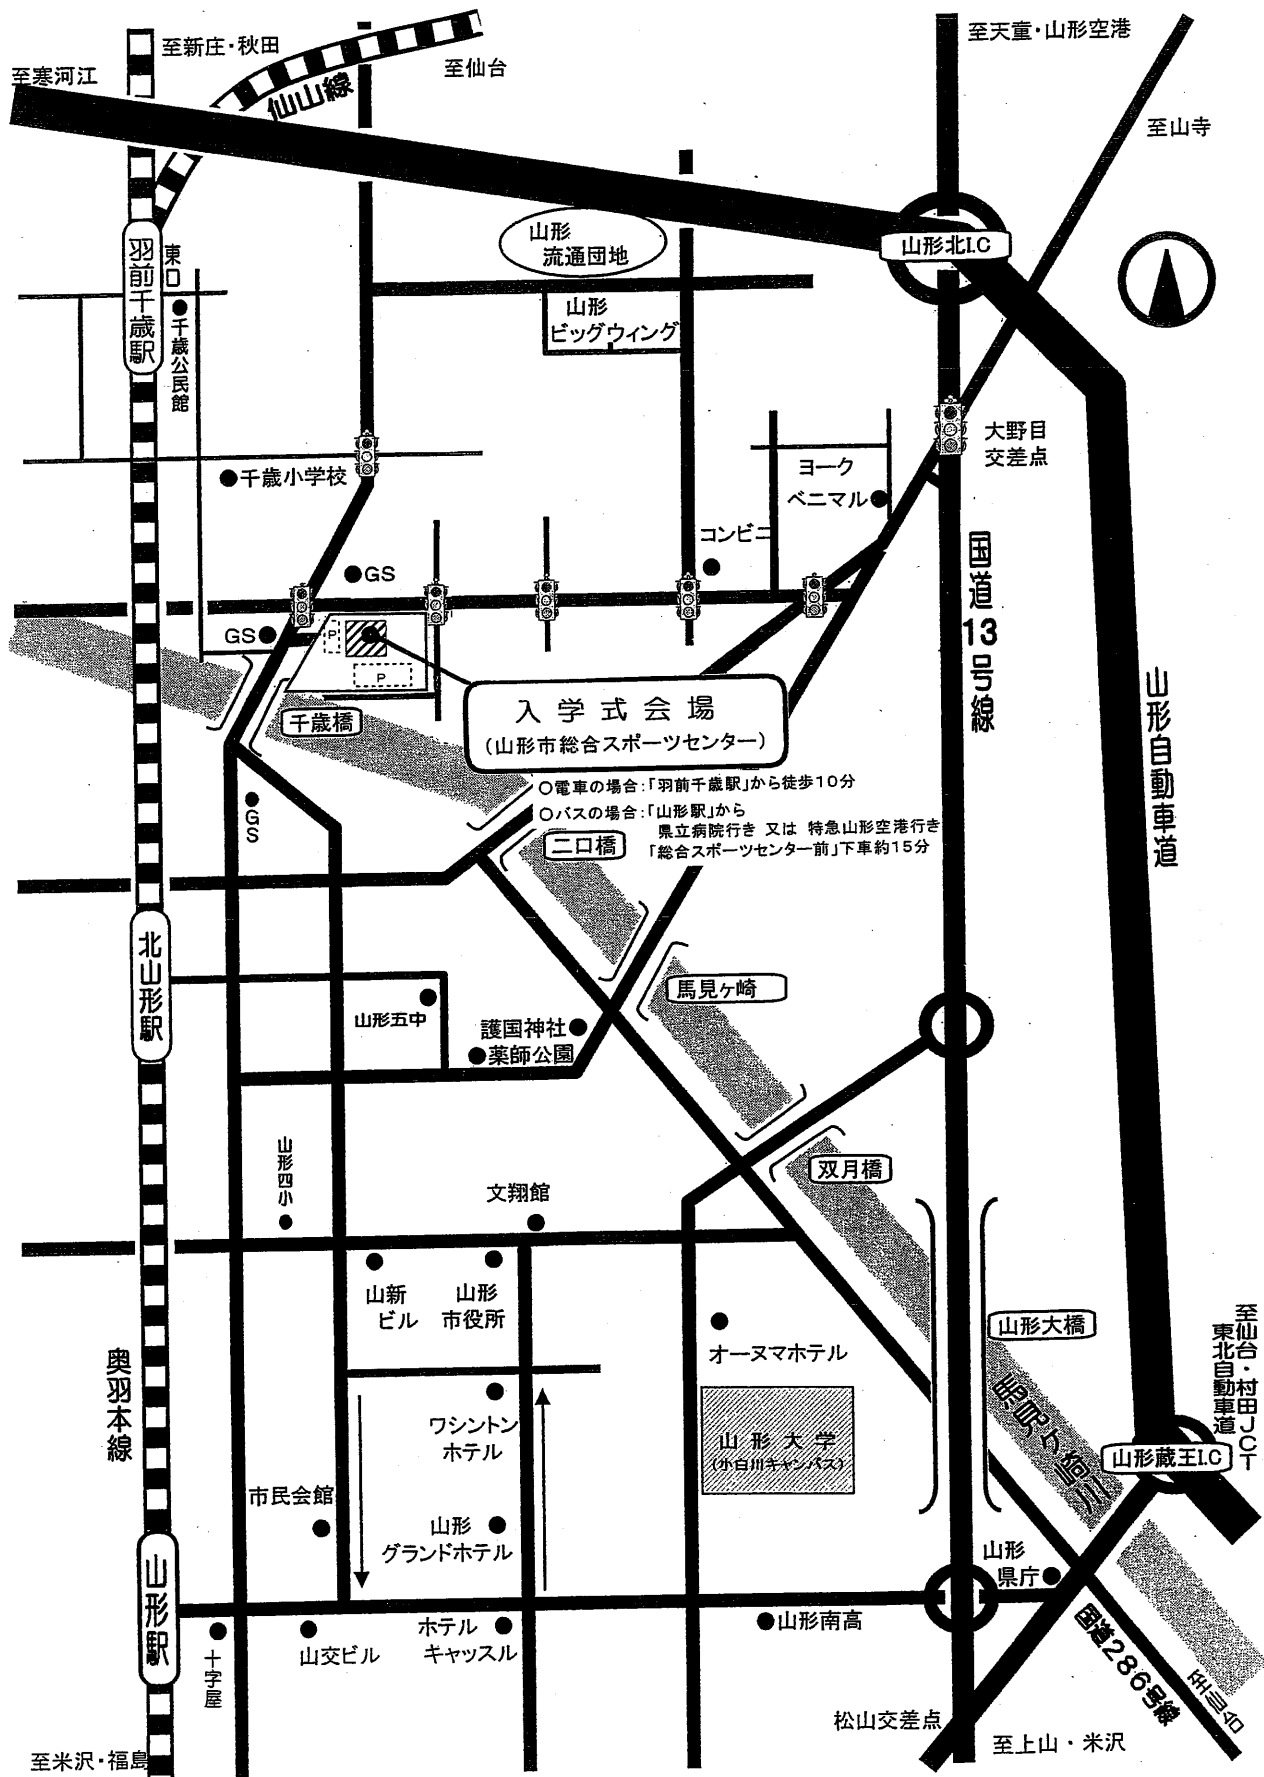 至新庄・秋田
至仙台
至寒河江
仙山線
至天童・山形空港
至山寺
山形
流通団地
山形北I.C
羽前千歳駅
東口
千歳公民館
山形
ビッグウィング
大野目
交差点
千歳小学校
ヨーク
ベニマル
コンビニ
GS
GS
P
P
国道13号線
山形自動車道
入学式会場
(山形市総合スポーツセンター)
千歳橋
○電車の場合:「羽前千歳駅」から徒歩10分
○バスの場合:「山形駅」から
県立病院行き 又は 特急山形空港行き
「総合スポーツセンター前」下車約15分
GS
二口橋
北山形駅
馬見ヶ崎
山形五中
護国神社
薬師公園
双月橋
山形四小
文翔館
山新
ビル
山形
市役所
オーヌマホテル
山形大橋
至仙台・村田JCT
東北自動車道
奥羽本線
ワシントン
ホテル
山形大学
(小白川キャンパス)
馬見ヶ崎川
山形蔵王I.C
市民会館
山形
グランドホテル
山形
県庁
山形駅
十字屋
山交ビル
ホテル
キャッスル
山形南高
国道286号線
至仙台
松山交差点
至上山・米沢
至米沢・福島